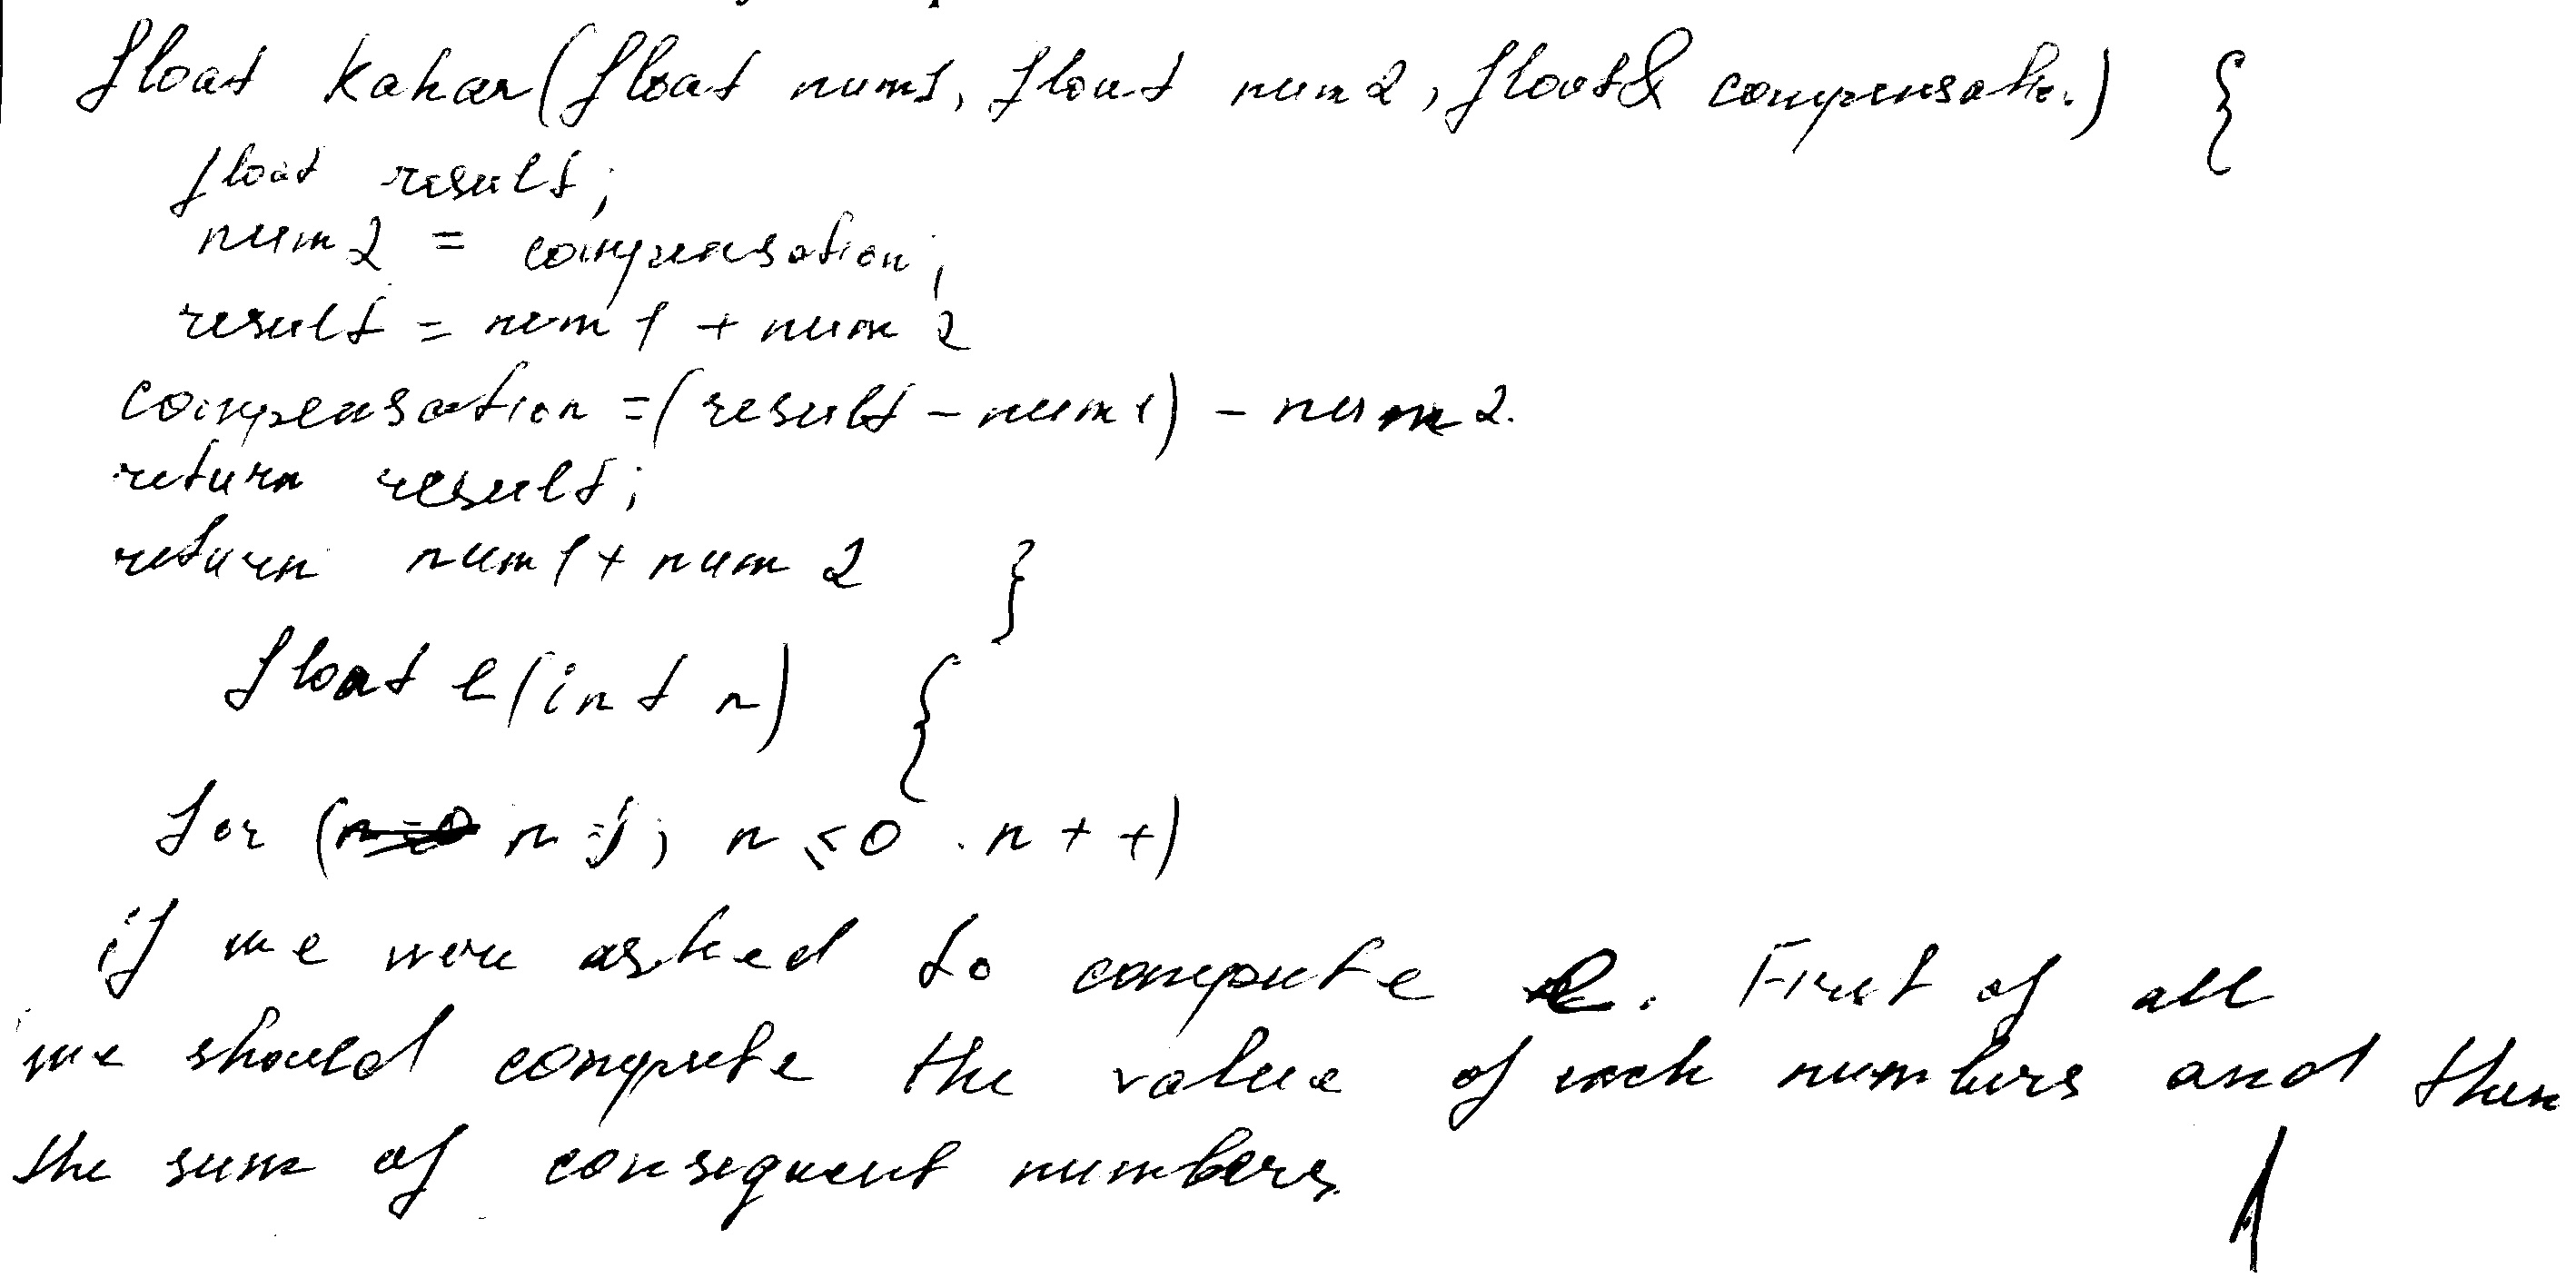 float Kahan(float num1, float num2, float& compensatio.) {
float result;
num2 = compensation;
result = num1 + num2
compensation = (result - num1) - num2.
return result;
return num1 + num2 }
float e(int n) {
for (n=0 n=1; n ≤ 0 . n++)
if we were asked to compute e. First of all
we should compute the value of each numbers and then
the sum of consequent numbers.